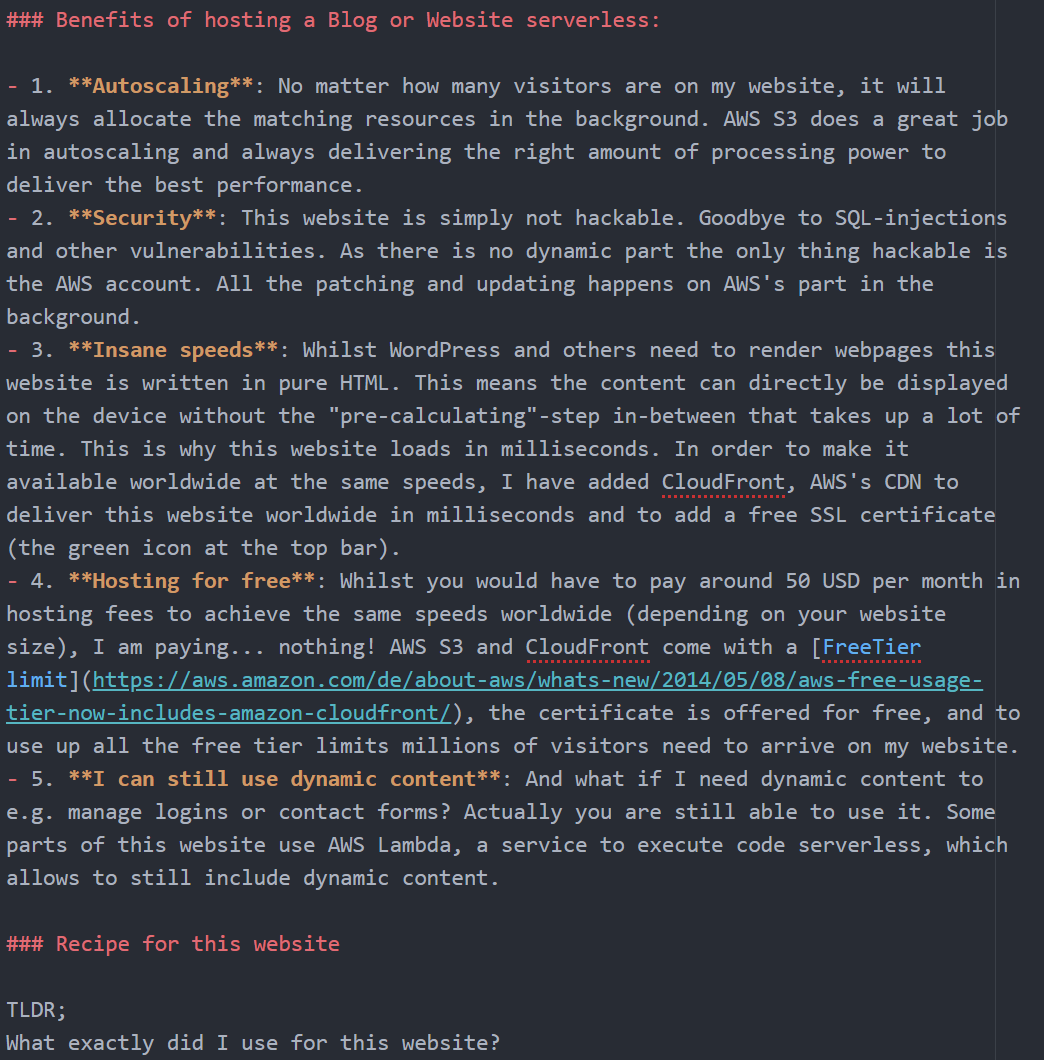 ### Benefits of hosting a Blog or Website serverless:
- 1. **Autoscaling**: No matter how many visitors are on my website, it will
always allocate the matching resources in the background. AWS S3 does a great job
in autoscaling and always delivering the right amount of processing power to
deliver the best performance.
- 2. **Security**: This website is simply not hackable. Goodbye to SQL-injections
and other vulnerabilities. As there is no dynamic part the only thing hackable is
the AWS account. All the patching and updating happens on AWS's part in the
background.
- 3. **Insane speeds**: Whilst WordPress and others need to render webpages this
website is written in pure HTML. This means the content can directly be displayed
on the device without the "pre-calculating"-step in-between that takes up a lot of
time. This is why this website loads in milliseconds. In order to make it
available worldwide at the same speeds, I have added CloudFront, AWS's CDN to
deliver this website worldwide in milliseconds and to add a free SSL certificate
(the green icon at the top bar).
- 4. **Hosting for free**: Whilst you would have to pay around 50 USD per month in
hosting fees to achieve the same speeds worldwide (depending on your website
size), I am paying... nothing! AWS S3 and CloudFront come with a [FreeTier
limit](https://aws.amazon.com/de/about-aws/whats-new/2014/05/08/aws-free-usage-
tier-now-includes-amazon-cloudfront/), the certificate is offered for free, and to
use up all the free tier limits millions of visitors need to arrive on my website.
- 5. **I can still use dynamic content**: And what if I need dynamic content to
e.g. manage logins or contact forms? Actually you are still able to use it. Some
parts of this website use AWS Lambda, a service to execute code serverless, which
allows to still include dynamic content.
### Recipe for this website
TLDR;
What exactly did I use for this website?